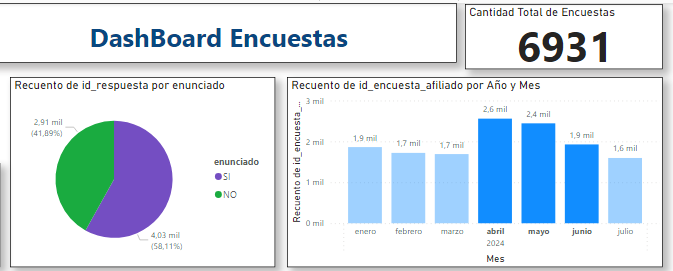 DashBoard Encuestas
Cantidad Total de Encuestas
6931
Recuento de id_respuesta por enunciado
2,91 mil
(41,89%)
4,03 mil
(58,11%)
enunciado
SI
NO
Recuento de id_encuesta_afiliado por Año y Mes
Recuento de id_encuesta_...
3 mil
2 mil
1 mil
0 mil
1,9 mil
1,7 mil
1,7 mil
2,6 mil
2,4 mil
1,9 mil
1,6 mil
enero
febrero
marzo
abril
mayo
junio
julio
2024
Mes